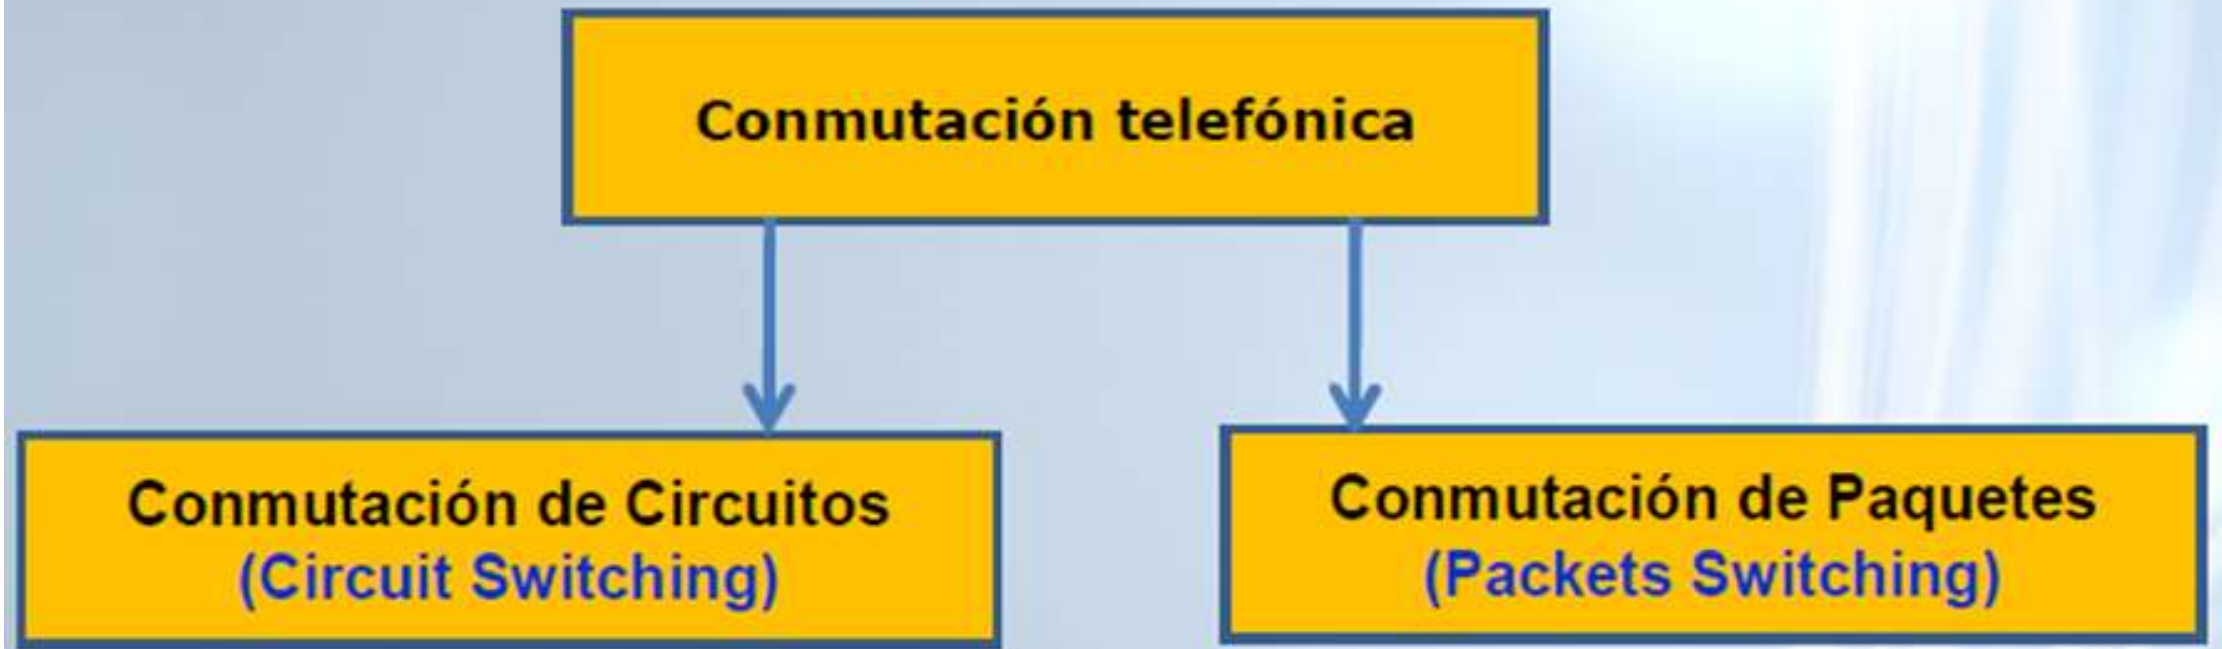 Conmutación telefónica
Conmutación de Circuitos
(Circuit Switching)
Conmutación de Paquetes
(Packets Switching)